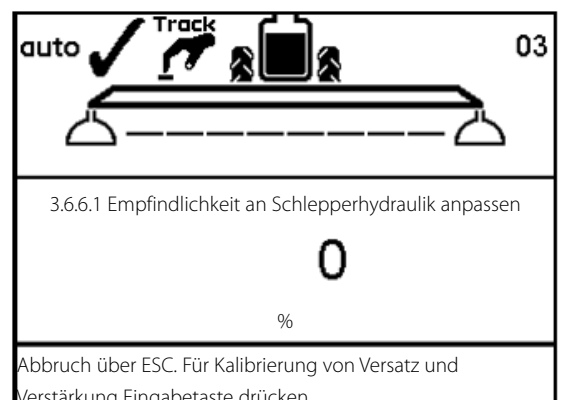 auto Track 03
3.6.6.1 Empfindlichkeit an Schlepperhydraulik anpassen
0
%
Abbruch über ESC. Für Kalibrierung von Versatz und
Verstärkung Eingabetaste drücken